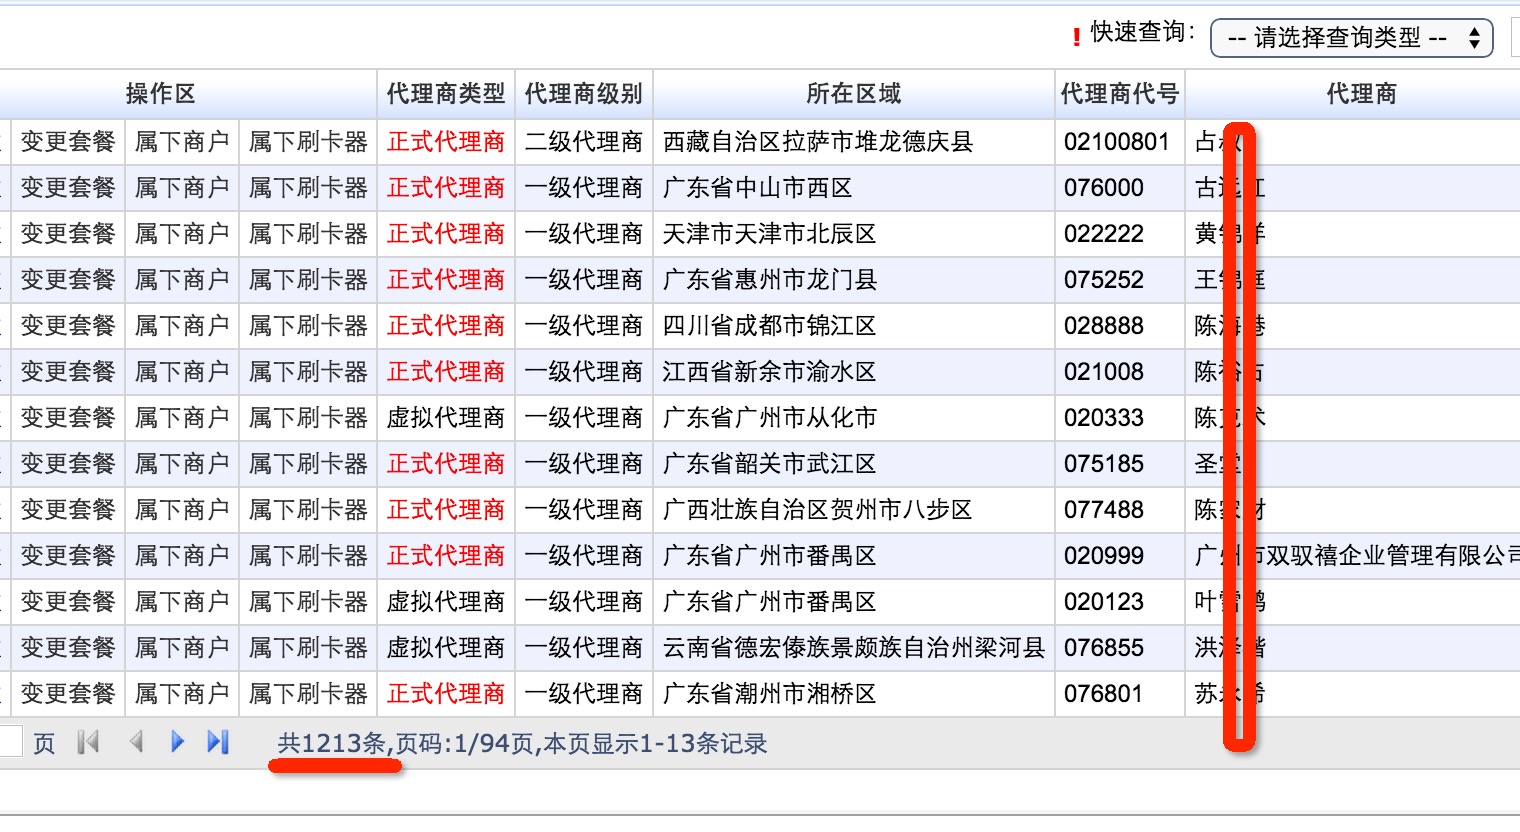 ! 快速查询: -- 请选择查询类型 --
操作区 代理商类型 代理商级别 所在区域 代理商代号 代理商
变更套餐 属下商户 属下刷卡器 正式代理商 二级代理商 西藏自治区拉萨市堆龙德庆县 02100801 占
变更套餐 属下商户 属下刷卡器 正式代理商 一级代理商 广东省中山市西区 076000 古
变更套餐 属下商户 属下刷卡器 正式代理商 一级代理商 天津市天津市北辰区 022222 黄
变更套餐 属下商户 属下刷卡器 正式代理商 一级代理商 广东省惠州市龙门县 075252 王
变更套餐 属下商户 属下刷卡器 正式代理商 一级代理商 四川省成都市锦江区 028888 陈
变更套餐 属下商户 属下刷卡器 正式代理商 一级代理商 江西省新余市渝水区 021008 陈
变更套餐 属下商户 属下刷卡器 虚拟代理商 一级代理商 广东省广州市从化市 020333 陈
变更套餐 属下商户 属下刷卡器 正式代理商 一级代理商 广东省韶关市武江区 075185 圣
变更套餐 属下商户 属下刷卡器 正式代理商 一级代理商 广西壮族自治区贺州市八步区 077488 陈
变更套餐 属下商户 属下刷卡器 正式代理商 一级代理商 广东省广州市番禺区 020999 广州市双驭禧企业管理有限公司
变更套餐 属下商户 属下刷卡器 虚拟代理商 一级代理商 广东省广州市番禺区 020123 叶
变更套餐 属下商户 属下刷卡器 虚拟代理商 一级代理商 云南省德宏傣族景颇族自治州梁河县 076855 洪
变更套餐 属下商户 属下刷卡器 正式代理商 一级代理商 广东省潮州市湘桥区 076801 苏
页 共1213条,页码:1/94页,本页显示1-13条记录